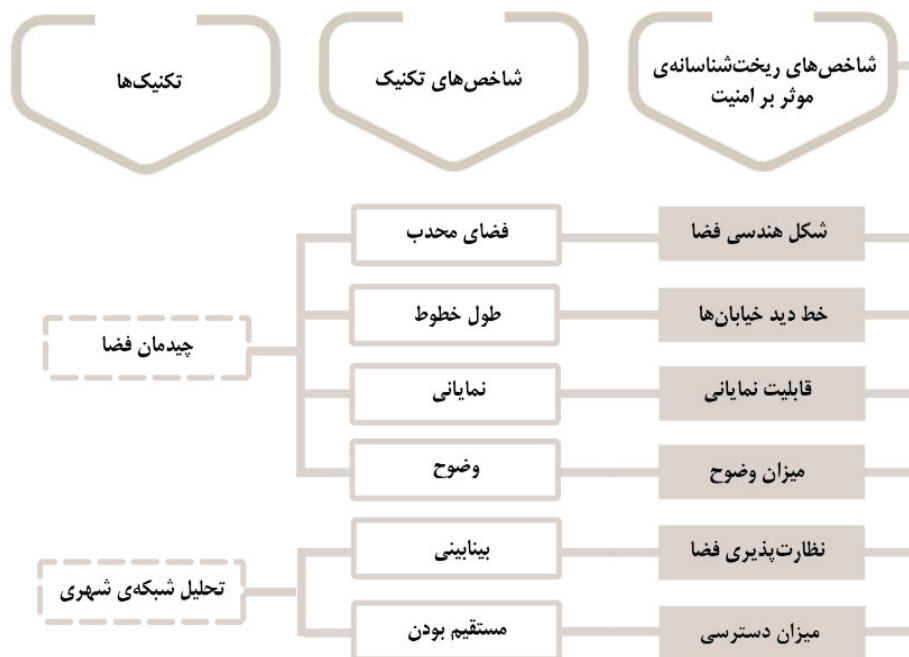 شاخص‌های ریخت‌شناسانه‌ی
موثر بر امنیت
شاخص‌های تکنیک
تکنیک‌ها
شکل هندسی فضا
فضای محدب
خط دید خیابان‌ها
طول خطوط
چیدمان فضا
قابلیت نمایانی
نمایانی
میزان وضوح
وضوح
نظارت‌پذیری فضا
بینابینی
تحلیل شبکه‌ی شهری
میزان دسترسی
مستقیم بودن